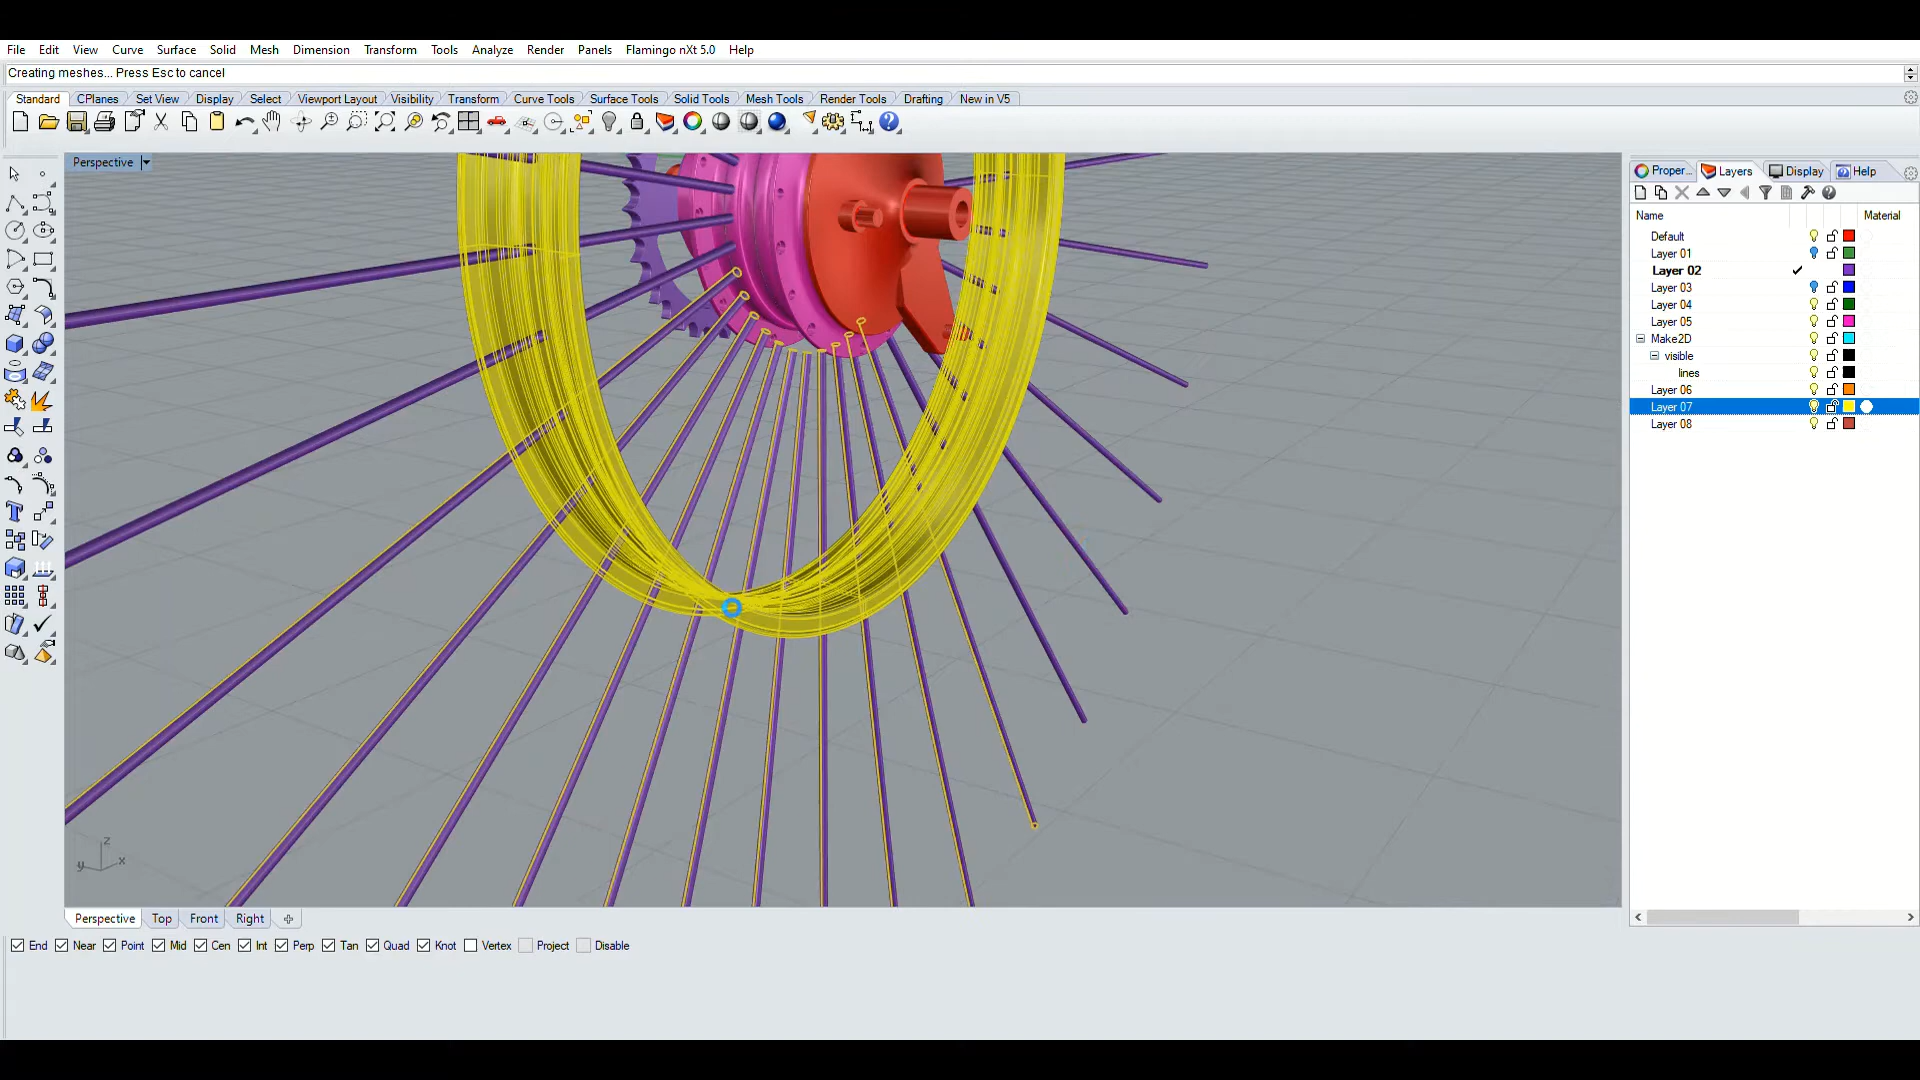 File Edit View Curve Surface Solid Mesh Dimension Transform Tools Analyze Render Panels Flamingo nXt 5.0 Help
Creating meshes... Press Esc to cancel
Standard CPlanes Set View Display Select Viewport Layout Visibility Transform Curve Tools Surface Tools Solid Tools Mesh Tools Render Tools Drafting New in V5
Perspective
Proper... Layers Display Help
Name Material
Default
Layer 01
Layer 02
Layer 03
Layer 04
Layer 05
Make2D
visible
lines
Layer 06
Layer 07
Layer 08
z
y x
Perspective Top Front Right
End Near Point Mid Cen Int Perp Tan Quad Knot Vertex Project Disable